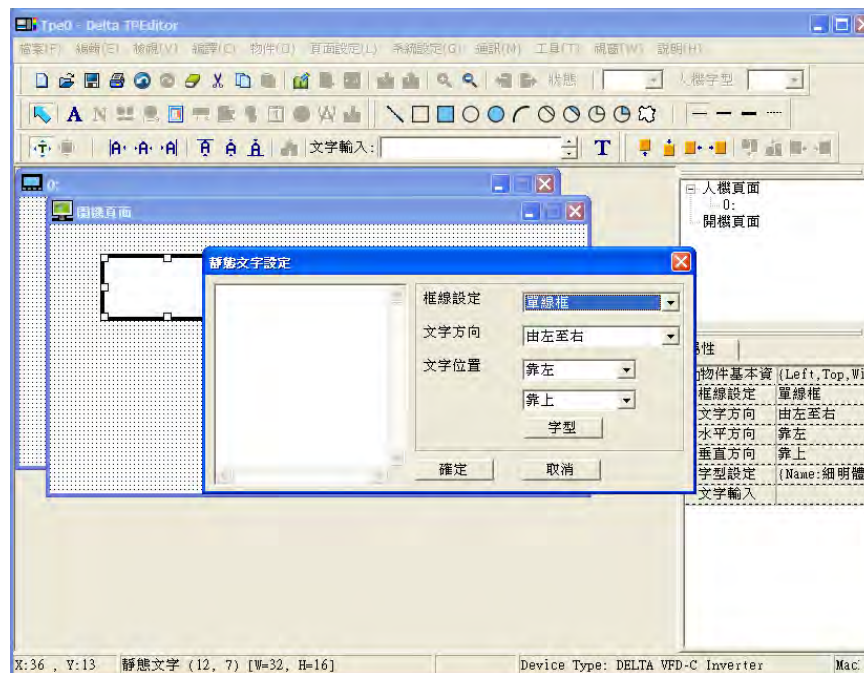 Tpe0 - Delta TPEditor
檔案(F) 編輯(E) 檢視(V) 編譯(C) 物件(O) 頁面設定(L) 系統設定(G) 通訊(M) 工具(T) 視窗(W) 說明(H)
狀態 人機字型
A N
A A A A A A 文字輸入: T
0:
開機頁面
人機頁面
0:
開機頁面
靜態文字設定
框線設定 單線框
文字方向 由左至右
文字位置 靠左
靠上
字型
確定 取消
性
物件基本資 (Left,Top,Wi
框線設定 單線框
文字方向 由左至右
水平方向 靠左
垂直方向 靠上
字型設定 (Name:細明體
文字輸入
X:36 , Y:13 靜態文字 (12, 7) [W=32, H=16] Device Type: DELTA VFD-C Inverter Mac